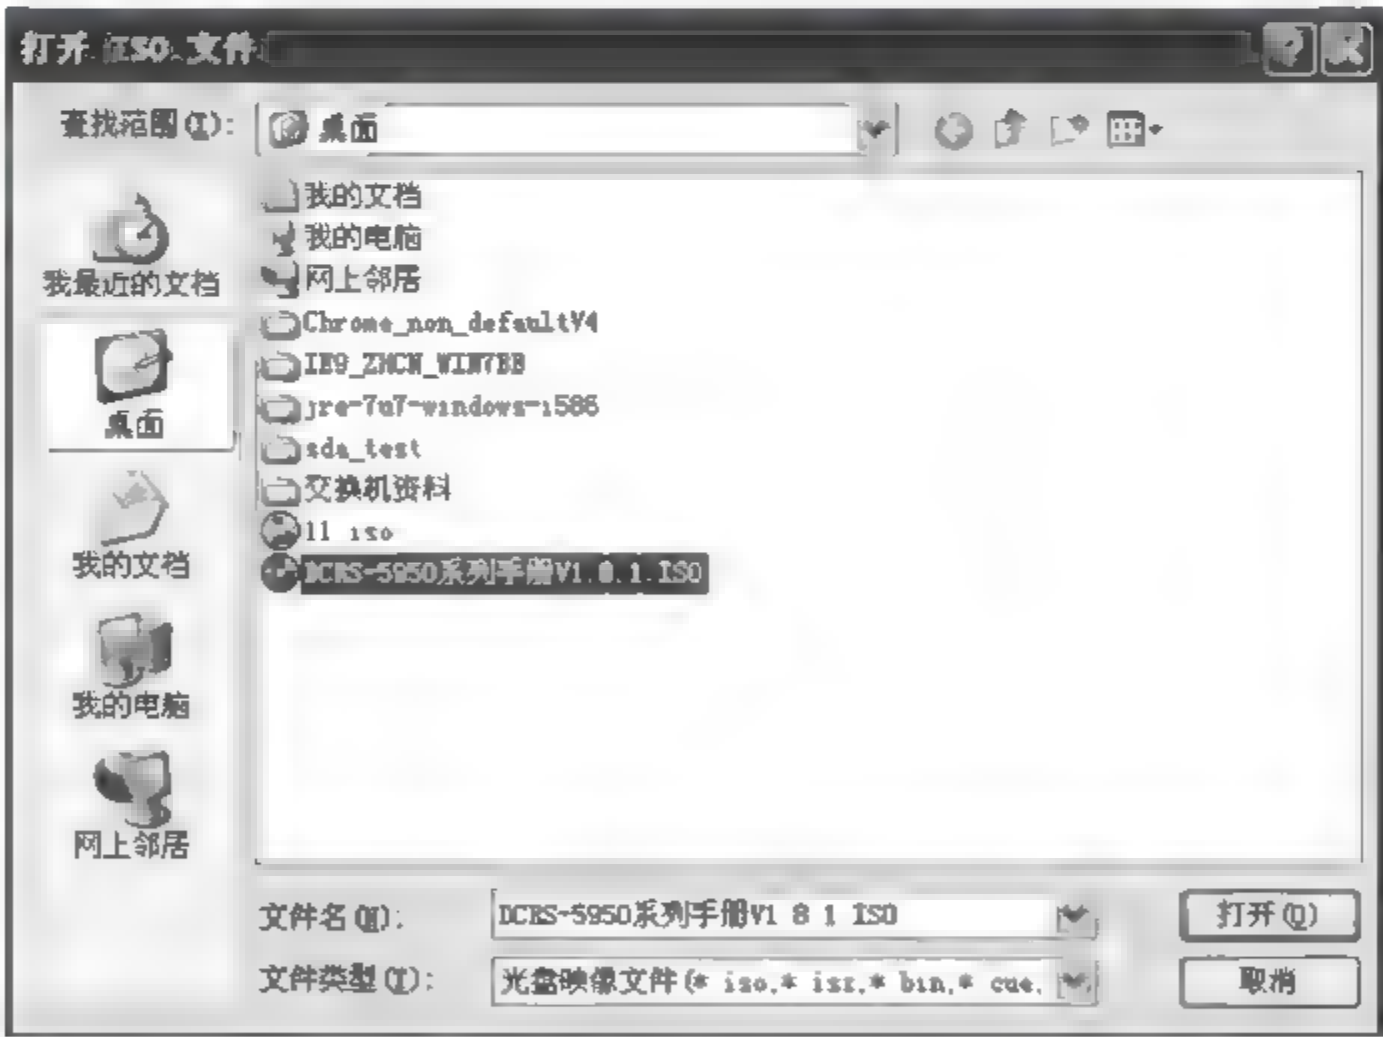 打开 ISO 文件
查找范围(I):
桌面
我的文档
我的电脑
网上邻居
Chrome_non_defaultV4
IE9_ZHCN_WIN7BB
jre-7u7-windows-i586
sda_test
交换机资料
11 iso
DCRS-5950系列手册V1.8.1.ISO
我最近的文档
桌面
我的文档
我的电脑
网上邻居
文件名(N):
DCRS-5950系列手册V1 8 1 ISO
打开(O)
文件类型(T):
光盘映像文件(* iso,* isz,* bin,* cue,
取消